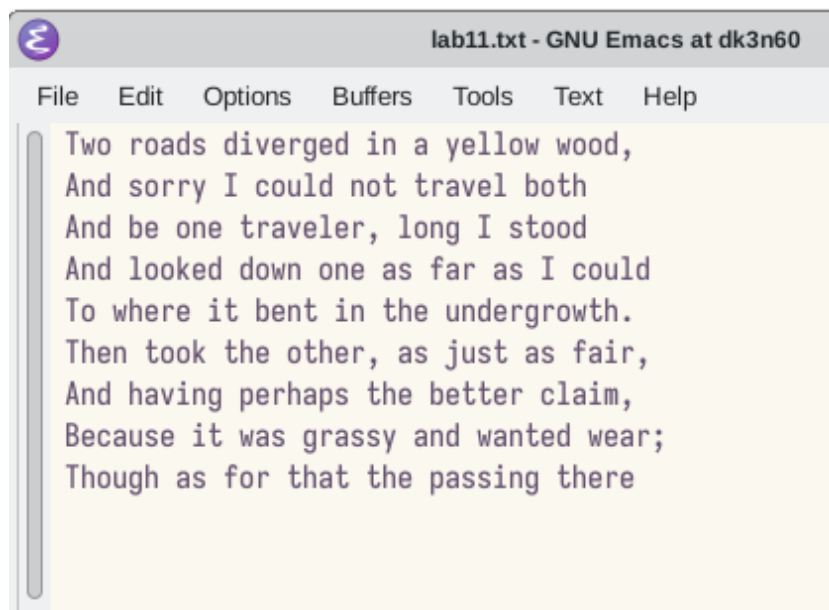 lab11.txt - GNU Emacs at dk3n60
File Edit Options Buffers Tools Text Help
Two roads diverged in a yellow wood,
And sorry I could not travel both
And be one traveler, long I stood
And looked down one as far as I could
To where it bent in the undergrowth.
Then took the other, as just as fair,
And having perhaps the better claim,
Because it was grassy and wanted wear;
Though as for that the passing there